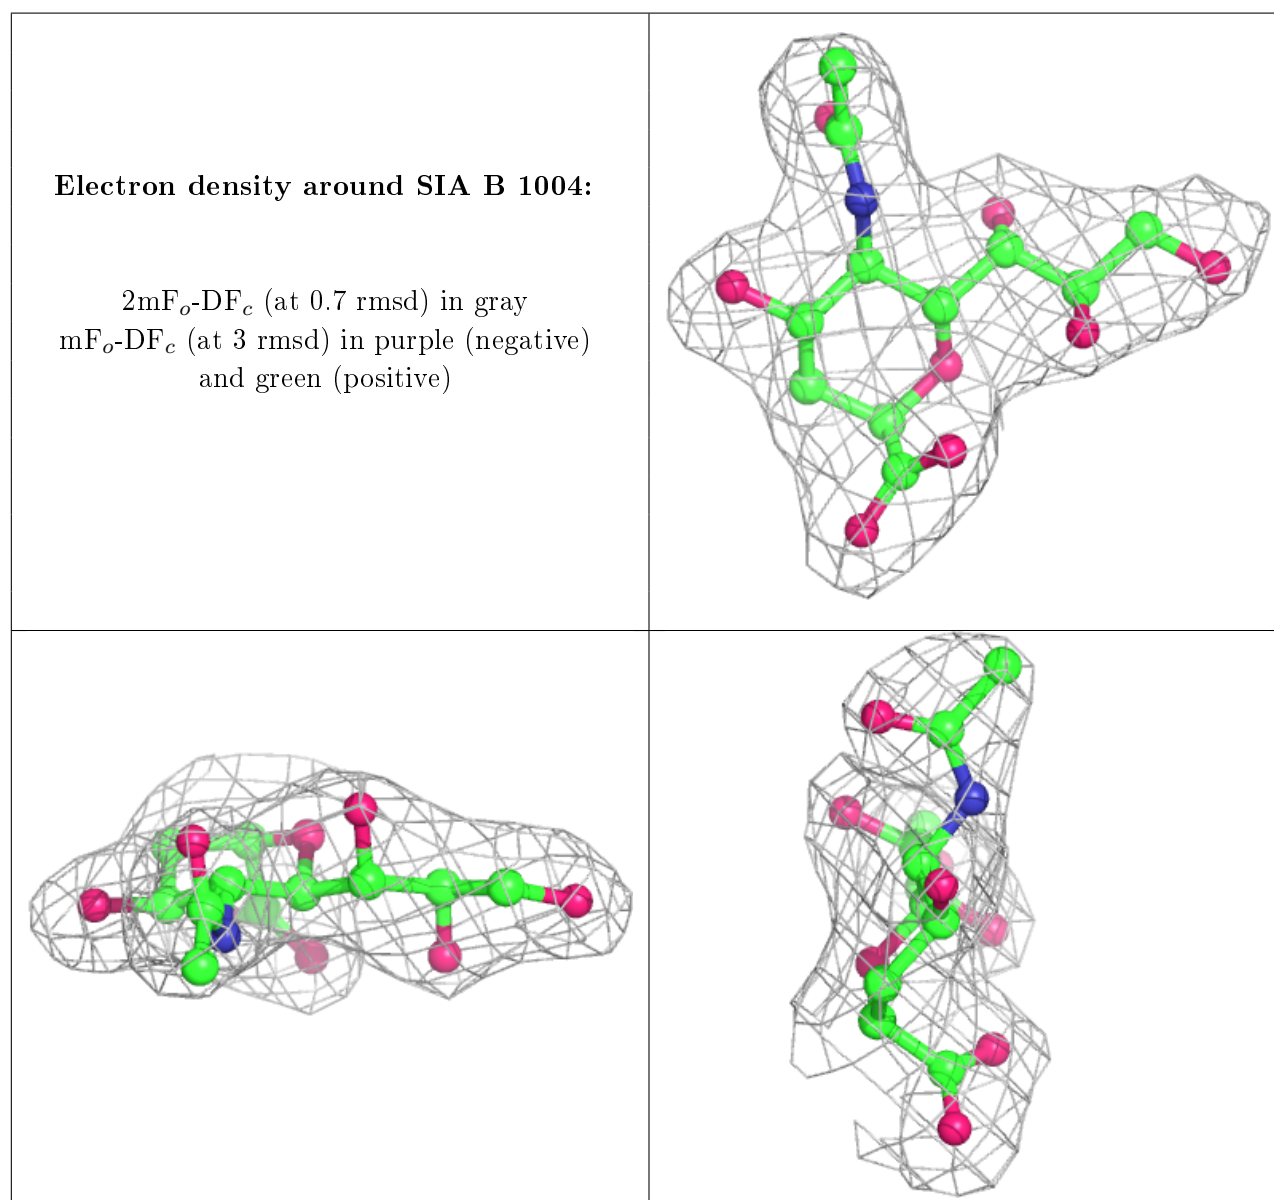 Electron density around SIA B 1004:
2mFo-DFc (at 0.7 rmsd) in gray
mFo-DFc (at 3 rmsd) in purple (negative)
and green (positive)